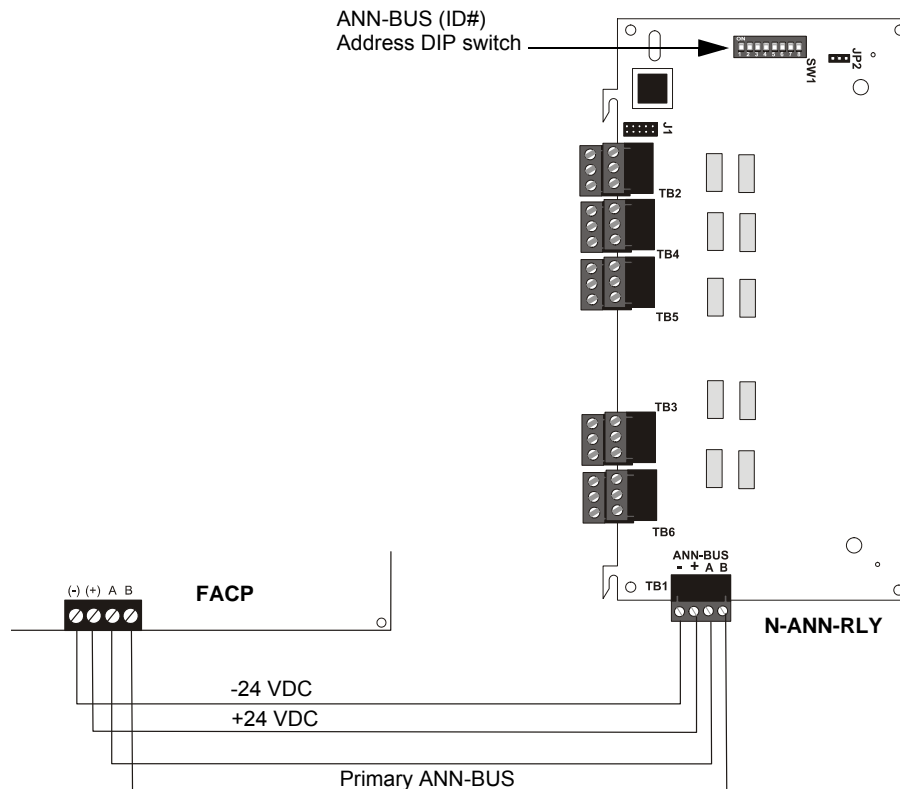 ANN-BUS (ID#)
Address DIP switch
ON
1 2 3 4 5 6 7 8
SW1
JP2
J1
TB2
TB4
TB5
TB3
TB6
ANN-BUS
- + A B
TB1
(-) (+) A B
FACP
N-ANN-RLY
-24 VDC
+24 VDC
Primary ANN-BUS